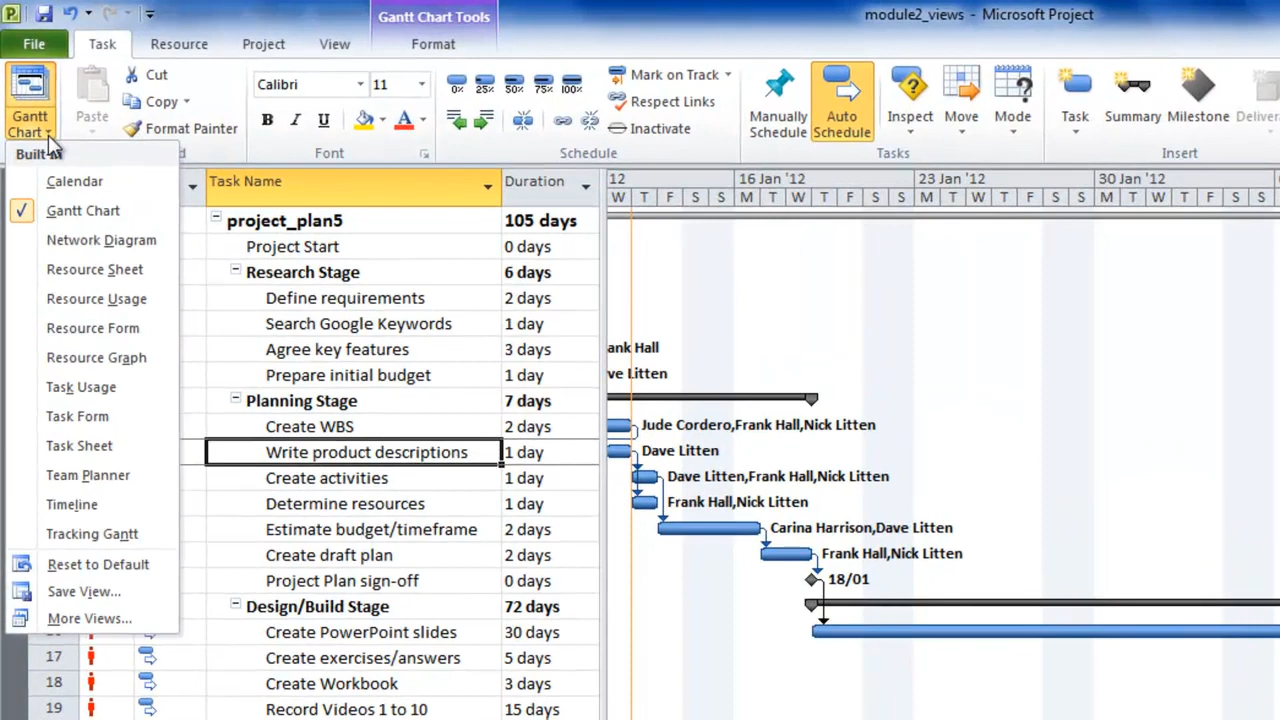 module2_views - Microsoft Project
Gantt Chart Tools
File Task Resource Project View Format
Gantt Chart
Paste
Cut
Copy
Format Painter
Calibri 11
B I U A
0% 25% 50% 75% 100%
Mark on Track
Respect Links
Inactivate
Manually Schedule
Auto Schedule
Inspect
Move
Mode
Task
Summary
Milestone
Font Schedule Tasks Insert
Calendar
Gantt Chart
Network Diagram
Resource Sheet
Resource Usage
Resource Form
Resource Graph
Task Usage
Task Form
Task Sheet
Team Planner
Timeline
Tracking Gantt
Reset to Default
Save View...
More Views...
Task Name Duration
12 16 Jan '12 23 Jan '12 30 Jan '12
W T F S S M T W T F S S M T W T F S S M T W T F S S
project_plan5 105 days
Project Start 0 days
Research Stage 6 days
Define requirements 2 days
Search Google Keywords 1 day
Agree key features 3 days
ank Hall
Prepare initial budget 1 day
ve Litten
Planning Stage 7 days
Create WBS 2 days
Jude Cordero,Frank Hall,Nick Litten
Write product descriptions 1 day
Dave Litten
Create activities 1 day
Dave Litten,Frank Hall,Nick Litten
Determine resources 1 day
Frank Hall,Nick Litten
Estimate budget/timeframe 2 days
Carina Harrison,Dave Litten
Create draft plan 2 days
Frank Hall,Nick Litten
Project Plan sign-off 0 days
18/01
Design/Build Stage 72 days
Create PowerPoint slides 30 days
17 Create exercises/answers 5 days
18 Create Workbook 3 days
19 Record Videos 1 to 10 15 days